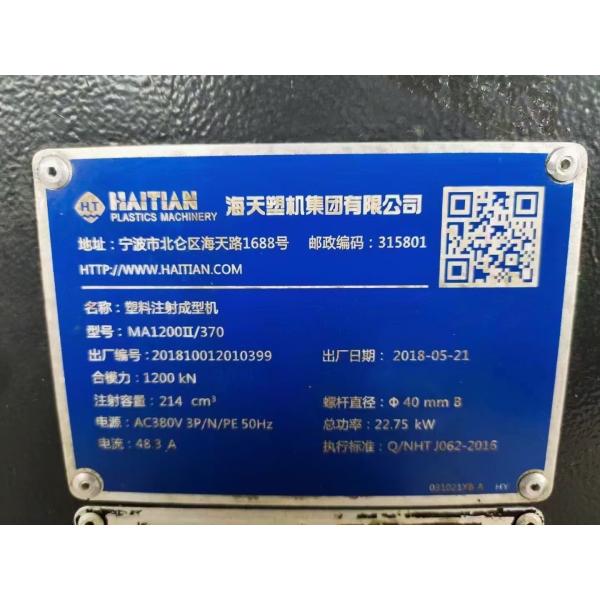 HT HAITIAN 海天塑机集团有限公司
PLASTICS MACHINERY
地址：宁波市北仑区海天路1688号 邮政编码：315801
HTTP://WWW.HAITIAN.COM
名称：塑料注射成型机
型号：MA1200II/370
出厂编号：201810012010399 出厂日期：2018-05-21
合模力：1200 kN
注射容量：214 cm³ 螺杆直径：Φ 40 mm B
电源：AC380V 3P/N/PE 50Hz 总功率：22.75 kW
电流：48.3 A 执行标准：Q/NHT J062-2016
031021YB A HY